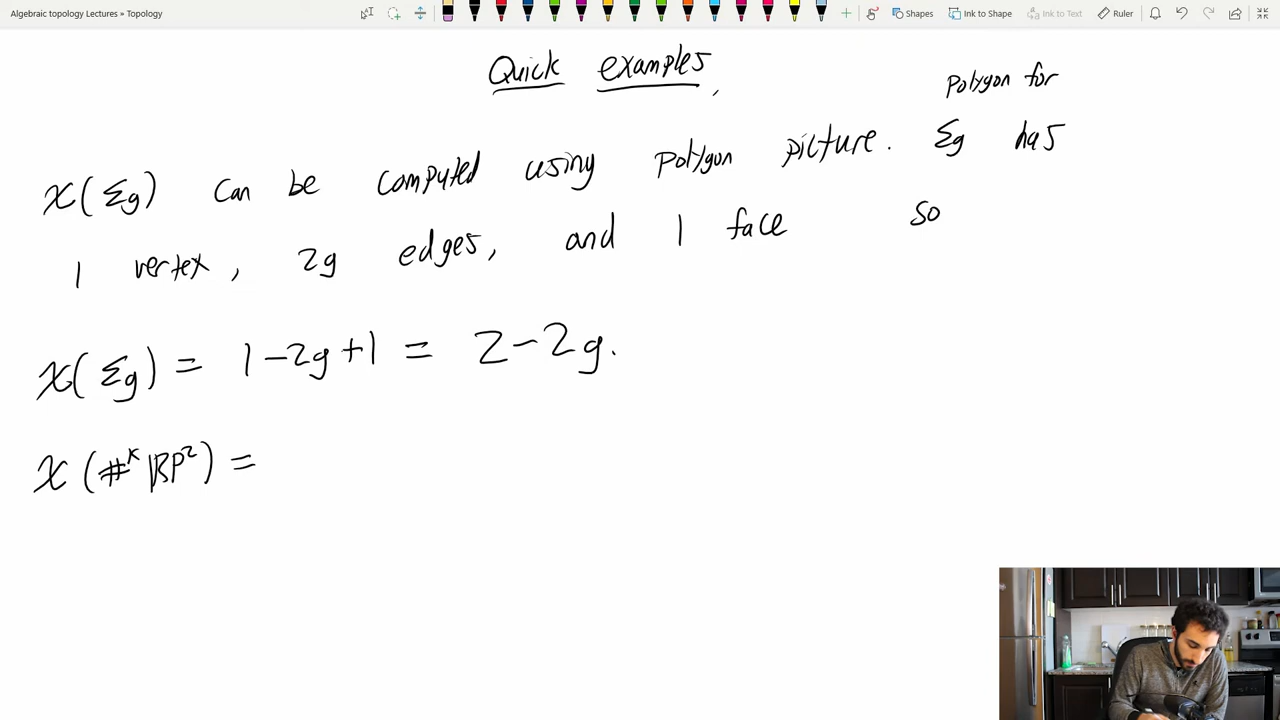 Algebraic topology Lectures » Topology
Shapes
Ink to Shape
Ink to Text
Ruler
Quick examples
Polygon for
χ(Σg) can be computed using polygon picture. Σg has
1 vertex, 2g edges, and 1 face so
χ(Σg) = 1-2g+1 = 2-2g.
χ(#ᵏ ℝP²) =